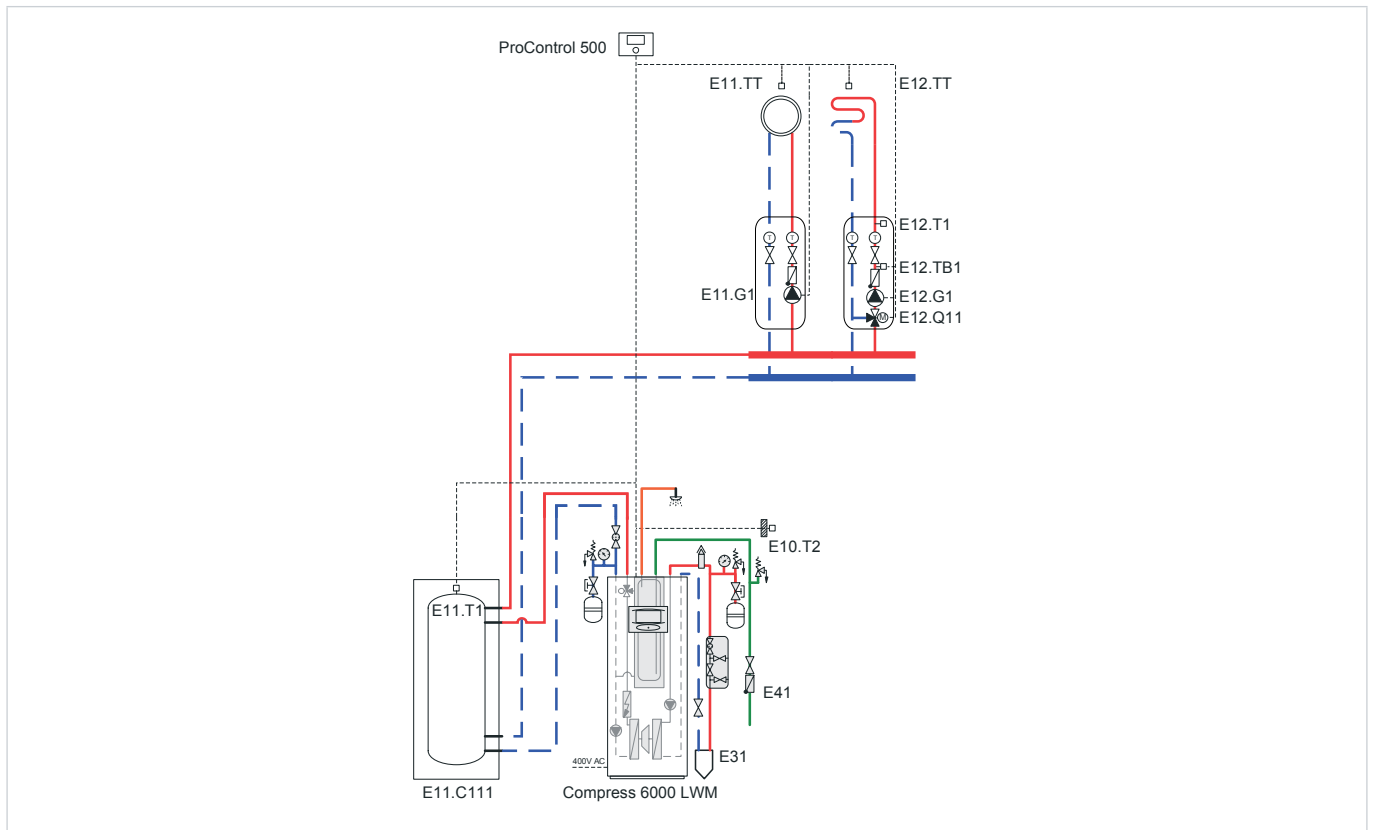 ProControl 500
E11.TT
E12.TT
T
T
T
T
E12.T1
E12.TB1
E11.G1
E12.G1
M
E12.Q11
E10.T2
E11.T1
E41
E31
400V AC
E11.C111
Compress 6000 LWM